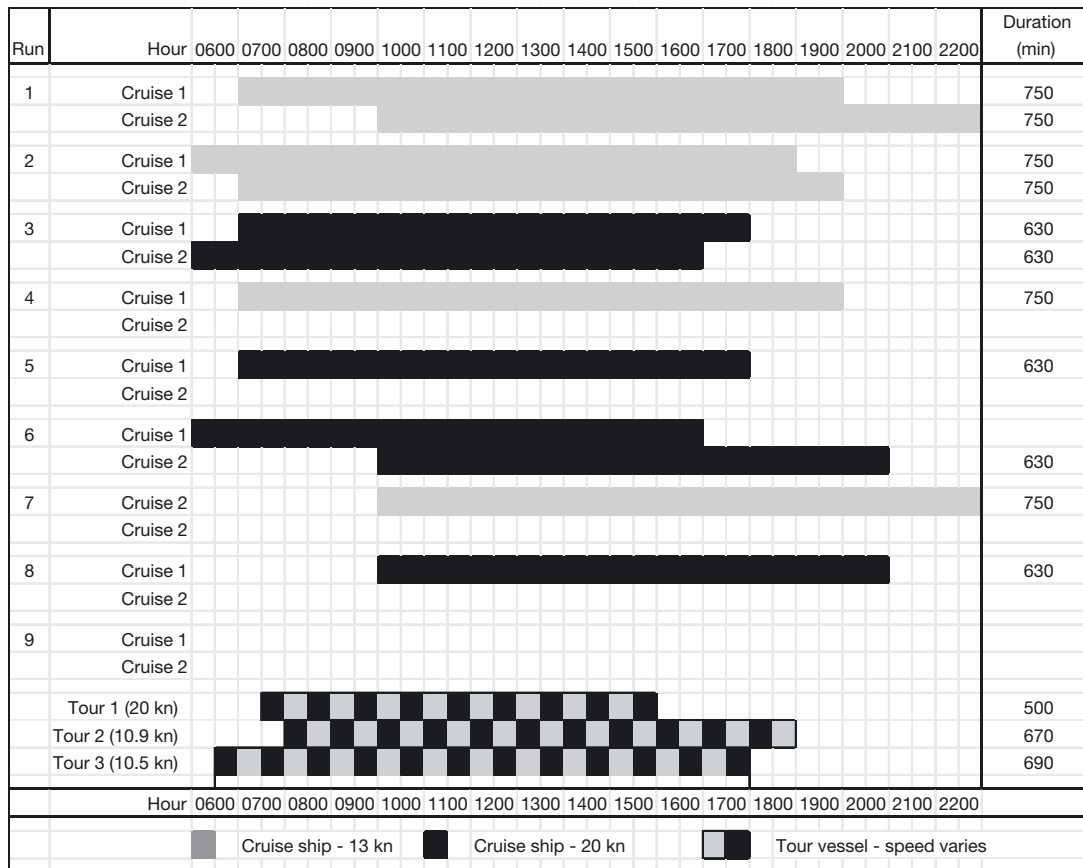 Duration
Run Hour 0600 0700 0800 0900 1000 1100 1200 1300 1400 1500 1600 1700 1800 1900 2000 2100 2200 (min)
1 Cruise 1 750
Cruise 2 750
2 Cruise 1 750
Cruise 2 750
3 Cruise 1 630
Cruise 2 630
4 Cruise 1 750
Cruise 2
5 Cruise 1 630
Cruise 2
6 Cruise 1
Cruise 2 630
7 Cruise 2 750
Cruise 2
8 Cruise 1 630
Cruise 2
9 Cruise 1
Cruise 2
Tour 1 (20 kn) 500
Tour 2 (10.9 kn) 670
Tour 3 (10.5 kn) 690
Hour 0600 0700 0800 0900 1000 1100 1200 1300 1400 1500 1600 1700 1800 1900 2000 2100 2200
Cruise ship - 13 kn Cruise ship - 20 kn Tour vessel - speed varies